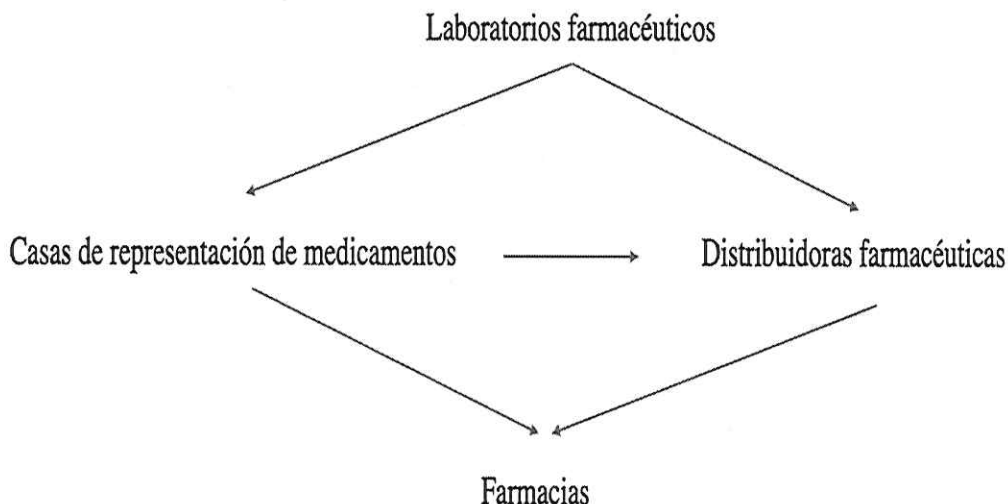 Laboratorios farmacéuticos
Casas de representación de medicamentos
Distribuidoras farmacéuticas
Farmacias